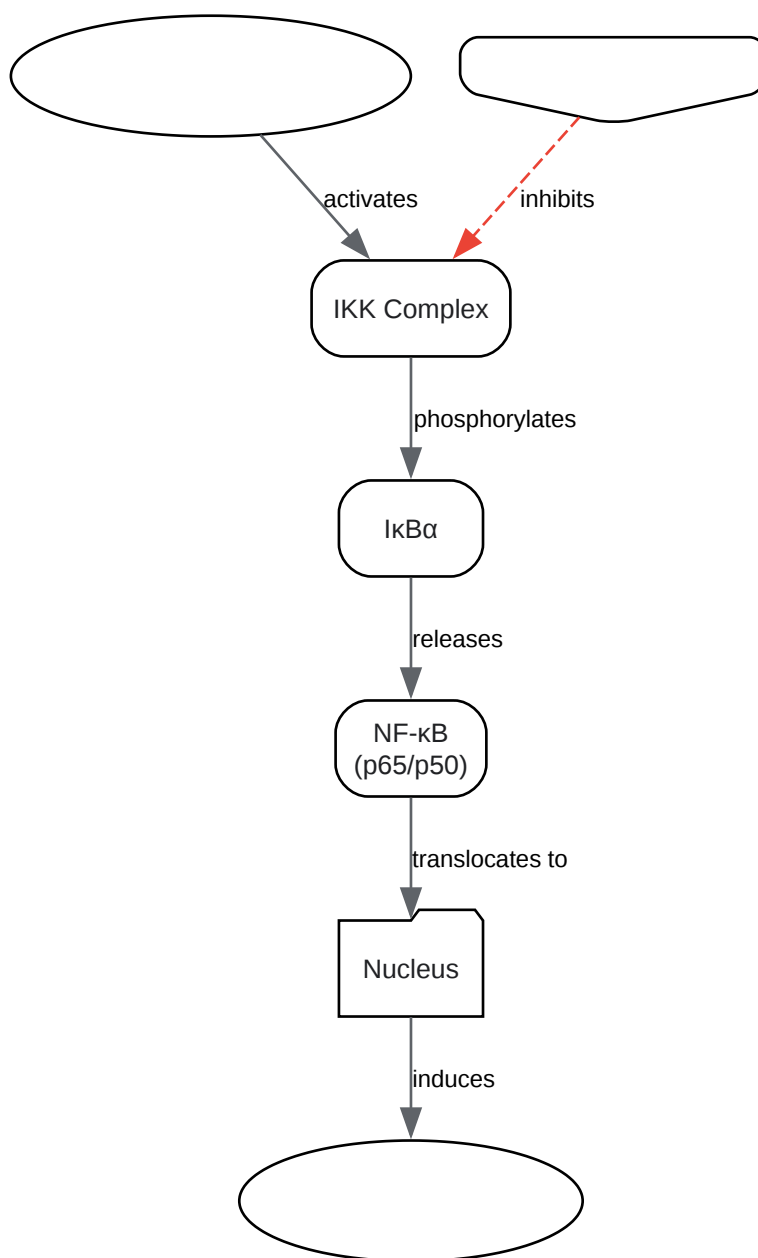 activates
inhibits
IKK Complex
phosphorylates
IκBα
releases
NF-κB
(p65/p50)
translocates to
Nucleus
induces